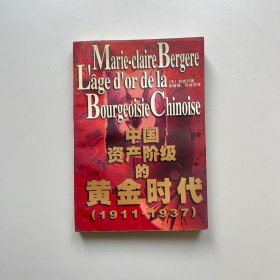 Marie-claire Bergere
L'âge d'or de la
Bourgeoisie Chinoise
中国
资产阶级
的
黄金时代
(1911-1937)